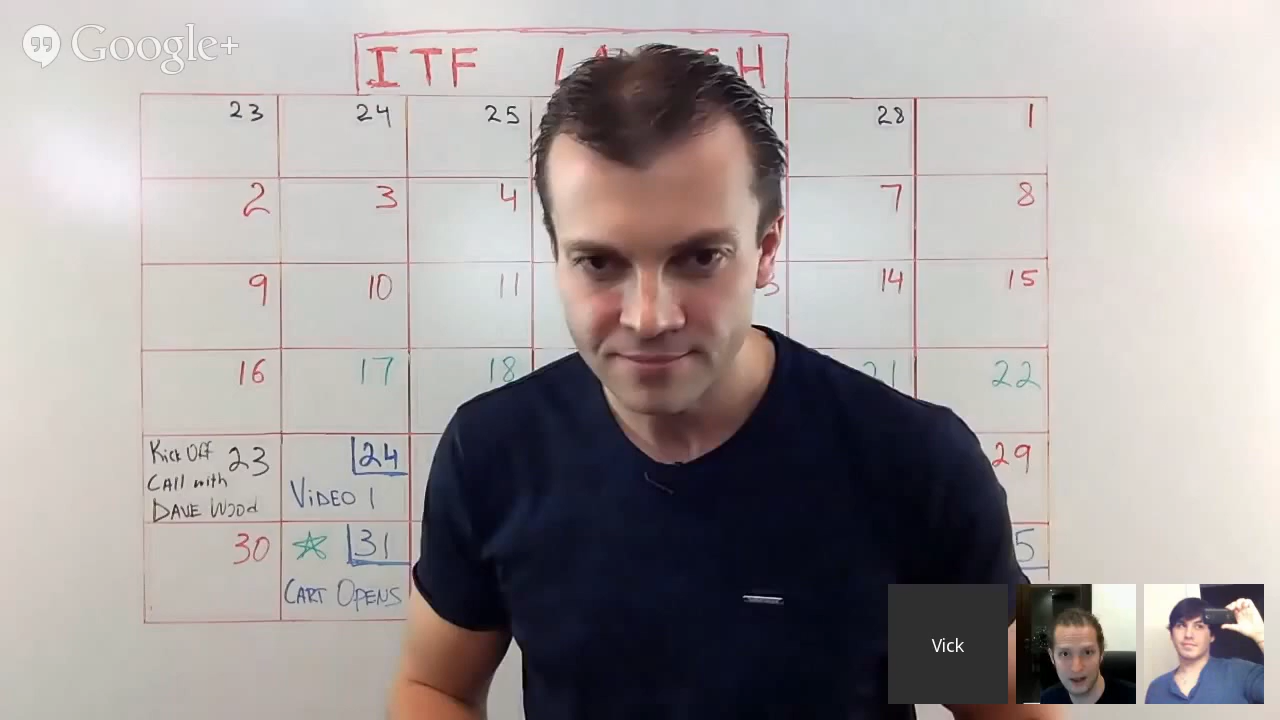 Google+
ITF
23 24 25 28 1
2 3 4 7 8
9 10 11 14 15
16 17 18 21 22
Kick Off 23 24 29
Call with
Dave Wood
Video 1
30 31 5
Cart Opens
Vick